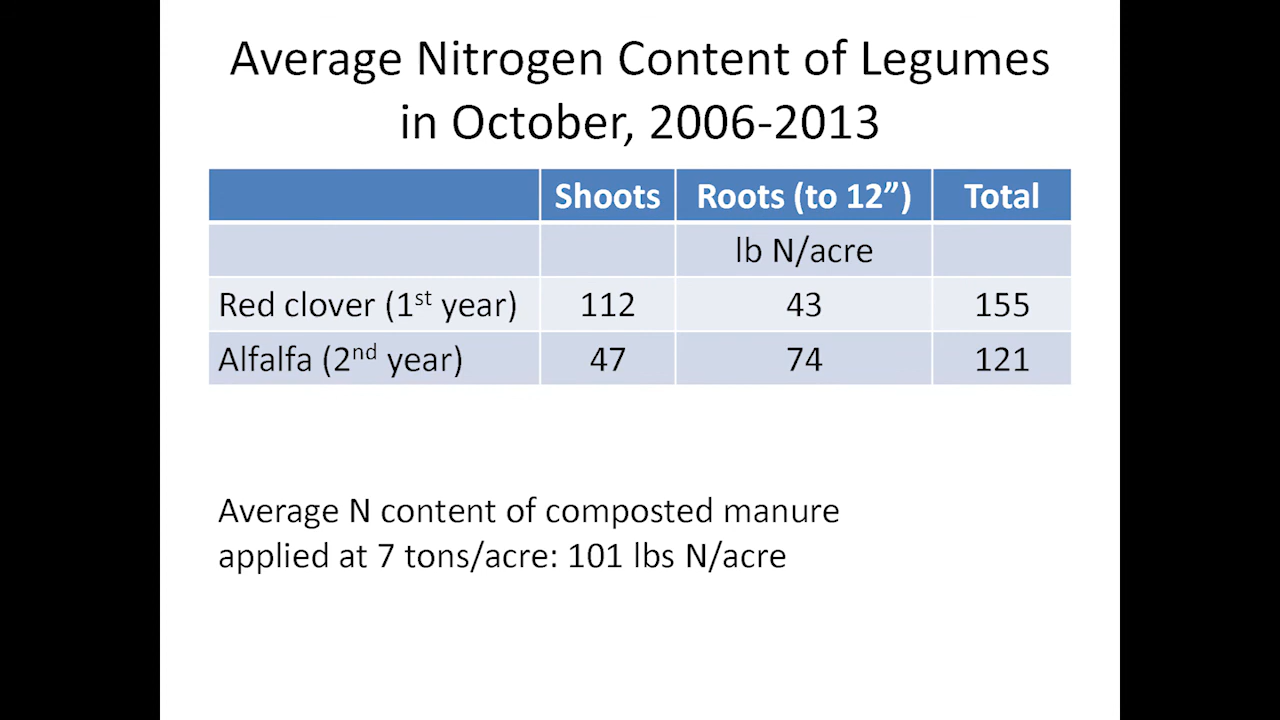 Average Nitrogen Content of Legumes
in October, 2006-2013
Shoots Roots (to 12”) Total
lb N/acre
Red clover (1st year) 112 43 155
Alfalfa (2nd year) 47 74 121
Average N content of composted manure
applied at 7 tons/acre: 101 lbs N/acre